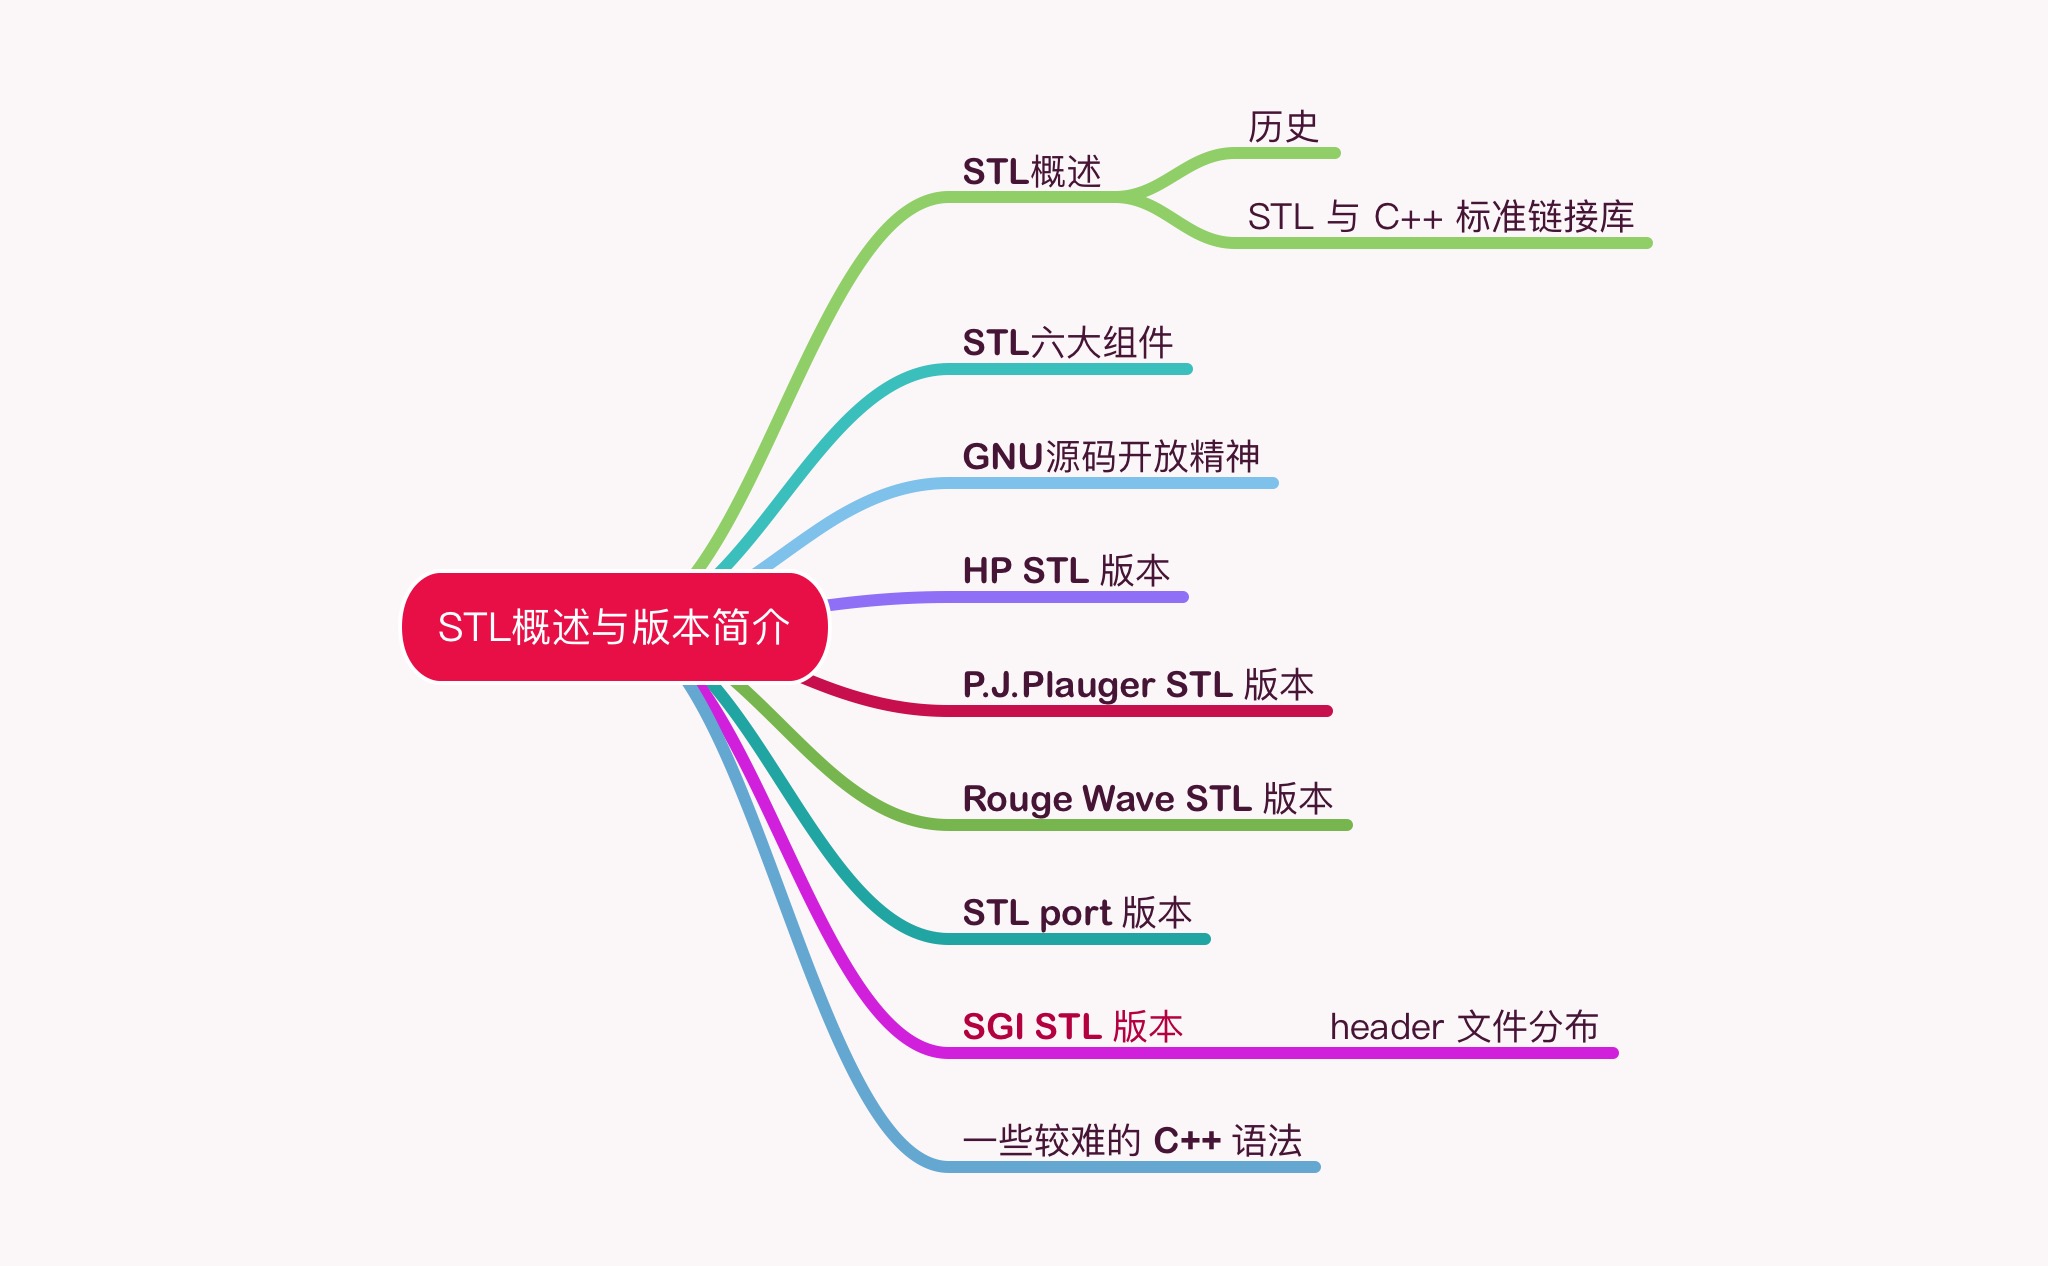 历史
STL概述
STL 与 C++ 标准链接库
STL六大组件
GNU源码开放精神
HP STL 版本
STL概述与版本简介
P.J.Plauger STL 版本
Rouge Wave STL 版本
STL port 版本
SGI STL 版本
header 文件分布
一些较难的 C++ 语法